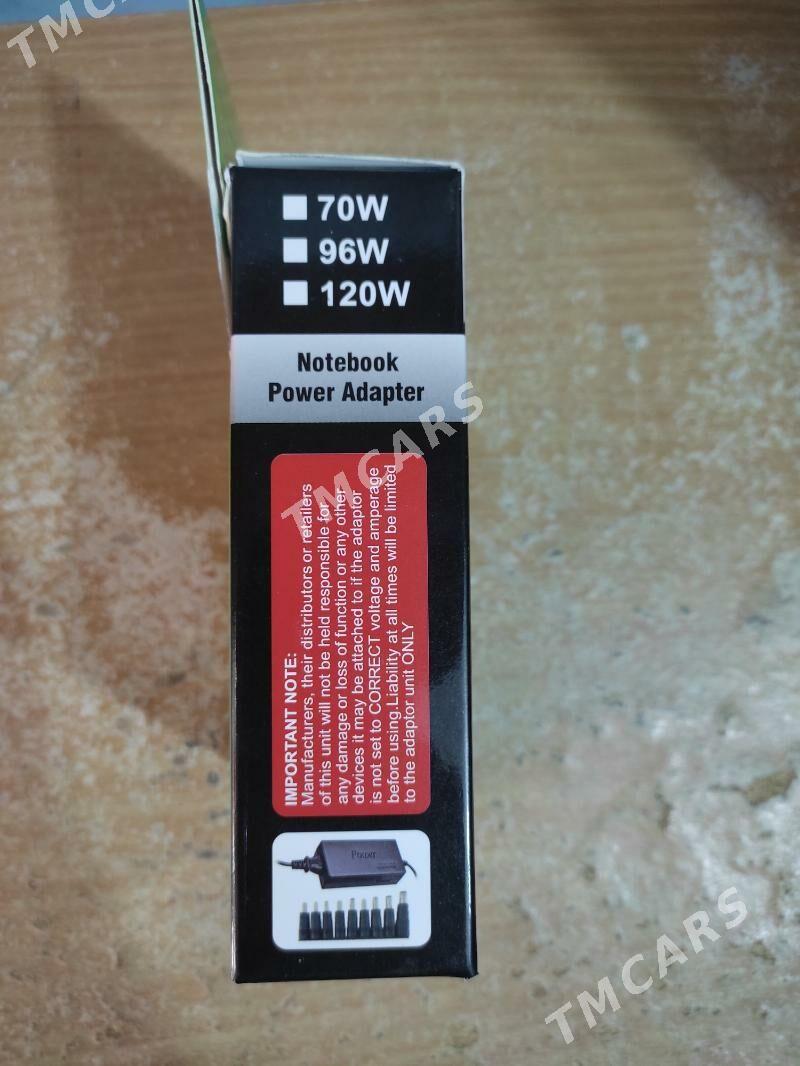 TMCARS
70W
96W
120W
Notebook
Power Adapter
TMCARS
IMPORTANT NOTE:
Manufacturers, their distributors or retailers
of this unit will not be held responsible for
any damage or loss of function or any other
devices it may be attached to if the adaptor
is not set to CORRECT voltage and amperage
before using.Liability at all times will be limited
to the adaptor unit ONLY
Power
TMCARS